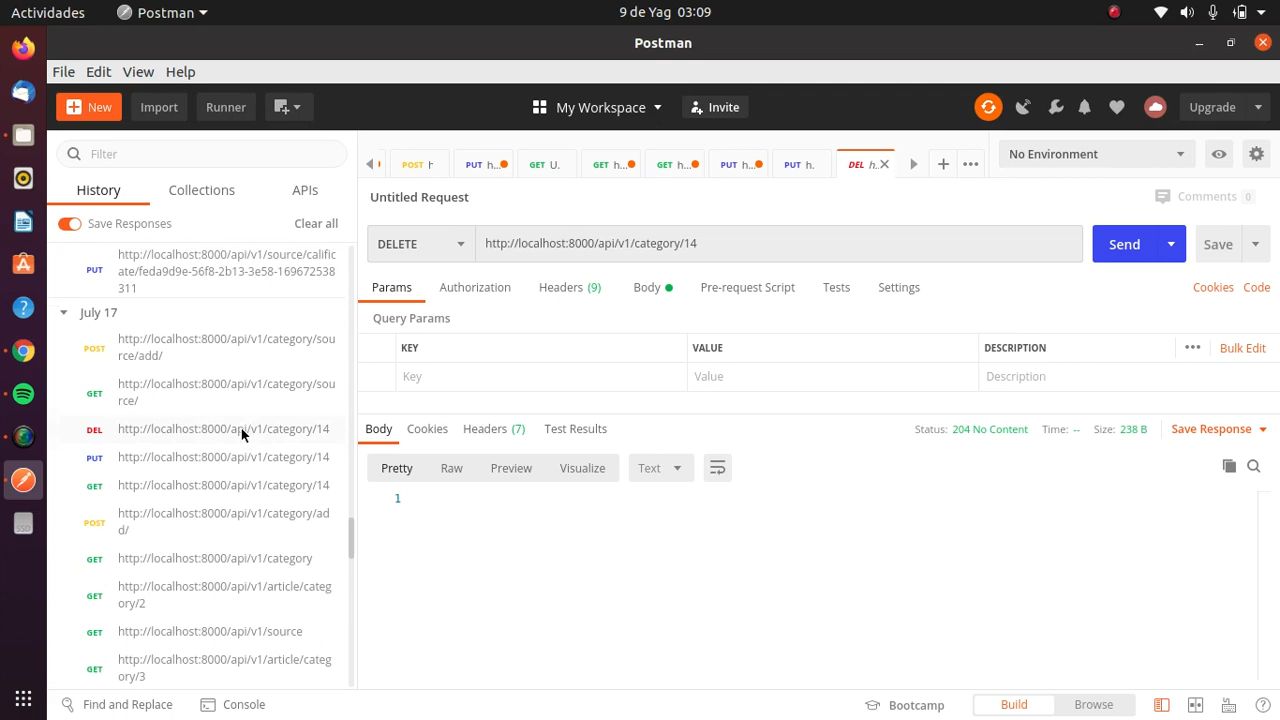 Actividades
Postman
9 de Yag 03:09
Postman
File Edit View Help
New
Import
Runner
My Workspace
Invite
Upgrade
Filter
History
Collections
APIs
Save Responses
Clear all
PUT
http://localhost:8000/api/v1/source/calific
ate/feda9d9e-56f8-2b13-3e58-169672538
311
July 17
POST
http://localhost:8000/api/v1/category/sou
rce/add/
GET
http://localhost:8000/api/v1/category/sou
rce/
DEL http://localhost:8000/api/v1/category/14
PUT http://localhost:8000/api/v1/category/14
GET http://localhost:8000/api/v1/category/14
POST
http://localhost:8000/api/v1/category/ad
d/
GET http://localhost:8000/api/v1/category
GET
http://localhost:8000/api/v1/article/categ
ory/2
GET http://localhost:8000/api/v1/source
GET
http://localhost:8000/api/v1/article/categ
ory/3
POST h
PUT h...
GET U.
GET h...
GET h...
PUT h...
PUT h.
DEL h.
No Environment
Untitled Request
Comments 0
DELETE
http://localhost:8000/api/v1/category/14
Send
Save
Params Authorization Headers (9) Body Pre-request Script Tests Settings
Cookies Code
Query Params
KEY VALUE DESCRIPTION
Bulk Edit
Key Value Description
Body Cookies Headers (7) Test Results
Status: 204 No Content Time: -- Size: 238 B
Save Response
Pretty Raw Preview Visualize Text
1
Find and Replace
Console
Bootcamp
Build
Browse
SSD